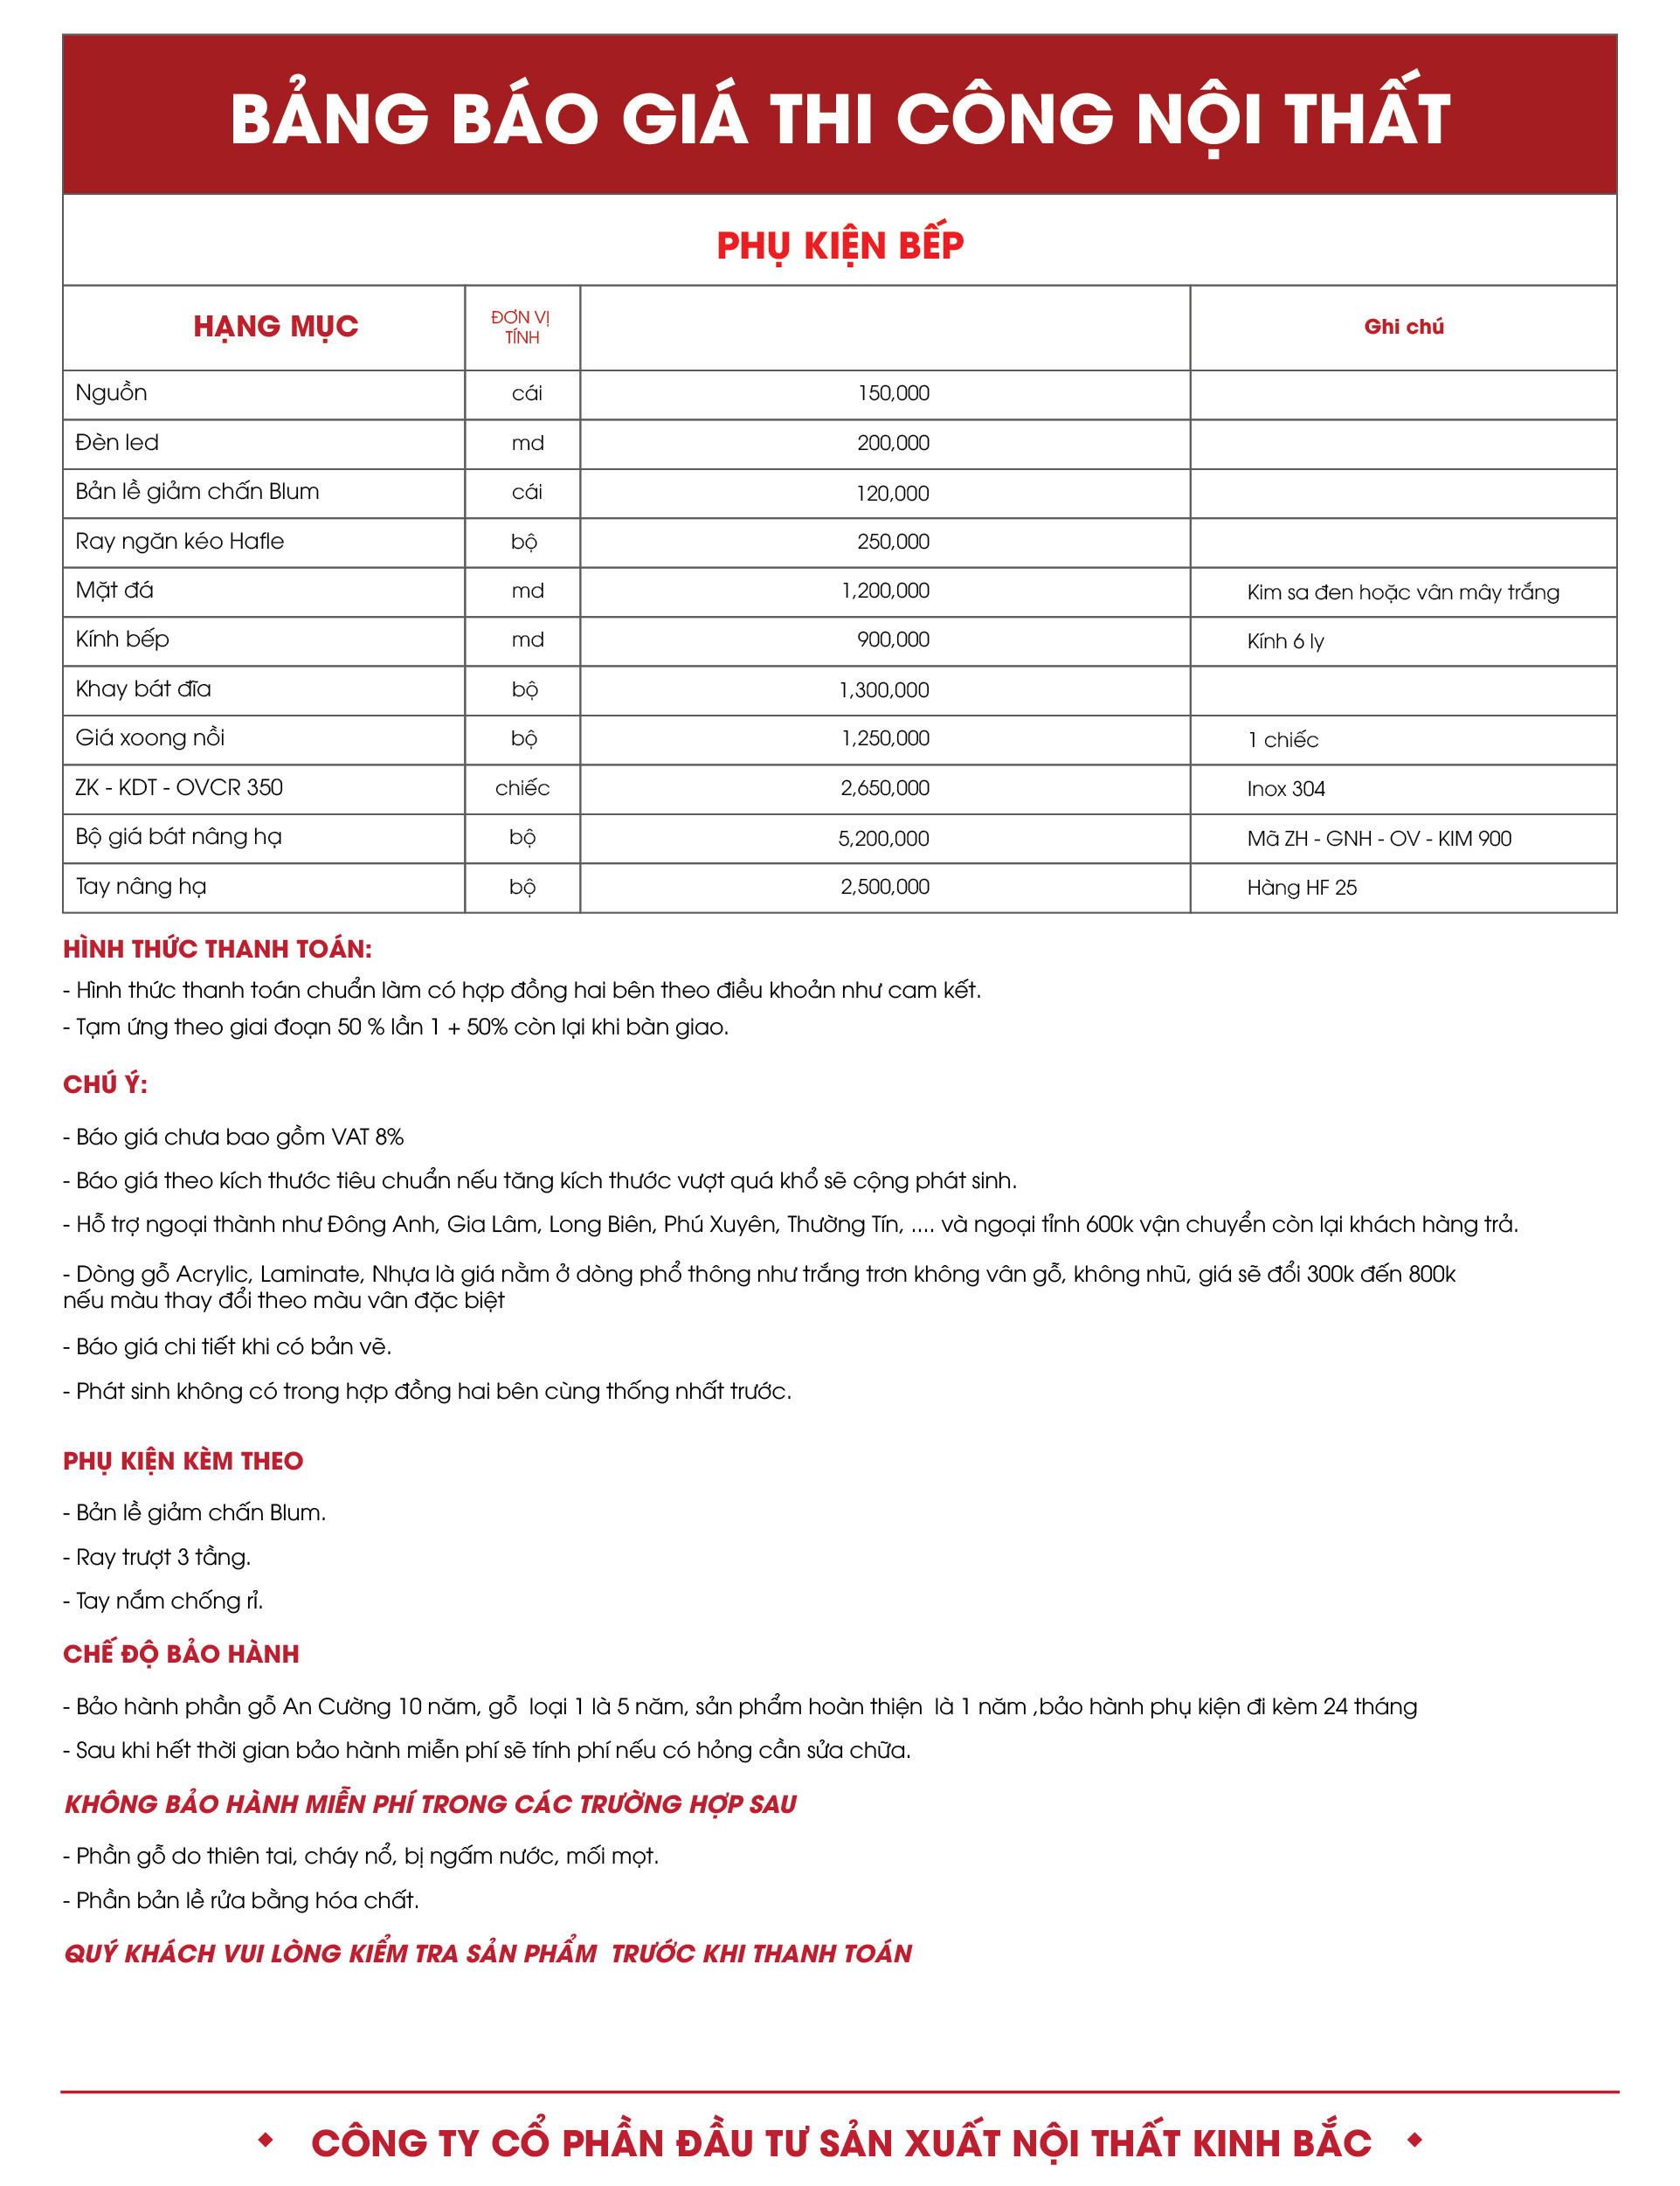 BẢNG BÁO GIÁ THI CÔNG NỘI THẤT
PHỤ KIỆN BẾP
HẠNG MỤC ĐƠN VỊ TÍNH Ghi chú
Nguồn cái 150,000
Đèn led md 200,000
Bản lề giảm chấn Blum cái 120,000
Ray ngăn kéo Hafle bộ 250,000
Mặt đá md 1,200,000 Kim sa đen hoặc vân mây trắng
Kính bếp md 900,000 Kính 6 ly
Khay bát đĩa bộ 1,300,000
Giá xoong nồi bộ 1,250,000 1 chiếc
ZK - KDT - OVCR 350 chiếc 2,650,000 Inox 304
Bộ giá bát nâng hạ bộ 5,200,000 Mã ZH - GNH - OV - KIM 900
Tay nâng hạ bộ 2,500,000 Hàng HF 25
HÌNH THỨC THANH TOÁN:
- Hình thức thanh toán chuẩn làm có hợp đồng hai bên theo điều khoản như cam kết.
- Tạm ứng theo giai đoạn 50 % lần 1 + 50% còn lại khi bàn giao.
CHÚ Ý:
- Báo giá chưa bao gồm VAT 8%
- Báo giá theo kích thước tiêu chuẩn nếu tăng kích thước vượt quá khổ sẽ cộng phát sinh.
- Hỗ trợ ngoại thành như Đông Anh, Gia Lâm, Long Biên, Phú Xuyên, Thường Tín, .... và ngoại tỉnh 600k vận chuyển còn lại khách hàng trả.
- Dòng gỗ Acrylic, Laminate, Nhựa là giá nằm ở dòng phổ thông như trắng trơn không vân gỗ, không nhũ, giá sẽ đổi 300k đến 800k
nếu màu thay đổi theo màu vân đặc biệt
- Báo giá chi tiết khi có bản vẽ.
- Phát sinh không có trong hợp đồng hai bên cùng thống nhất trước.
PHỤ KIỆN KÈM THEO
- Bản lề giảm chấn Blum.
- Ray trượt 3 tầng.
- Tay nắm chống rỉ.
CHẾ ĐỘ BẢO HÀNH
- Bảo hành phần gỗ An Cường 10 năm, gỗ loại 1 là 5 năm, sản phẩm hoàn thiện là 1 năm ,bảo hành phụ kiện đi kèm 24 tháng
- Sau khi hết thời gian bảo hành miễn phí sẽ tính phí nếu có hỏng cần sửa chữa.
KHÔNG BẢO HÀNH MIỄN PHÍ TRONG CÁC TRƯỜNG HỢP SAU
- Phần gỗ do thiên tai, cháy nổ, bị ngấm nước, mối mọt.
- Phần bản lề rửa bằng hóa chất.
QUÝ KHÁCH VUI LÒNG KIỂM TRA SẢN PHẨM TRƯỚC KHI THANH TOÁN
CÔNG TY CỔ PHẦN ĐẦU TƯ SẢN XUẤT NỘI THẤT KINH BẮC